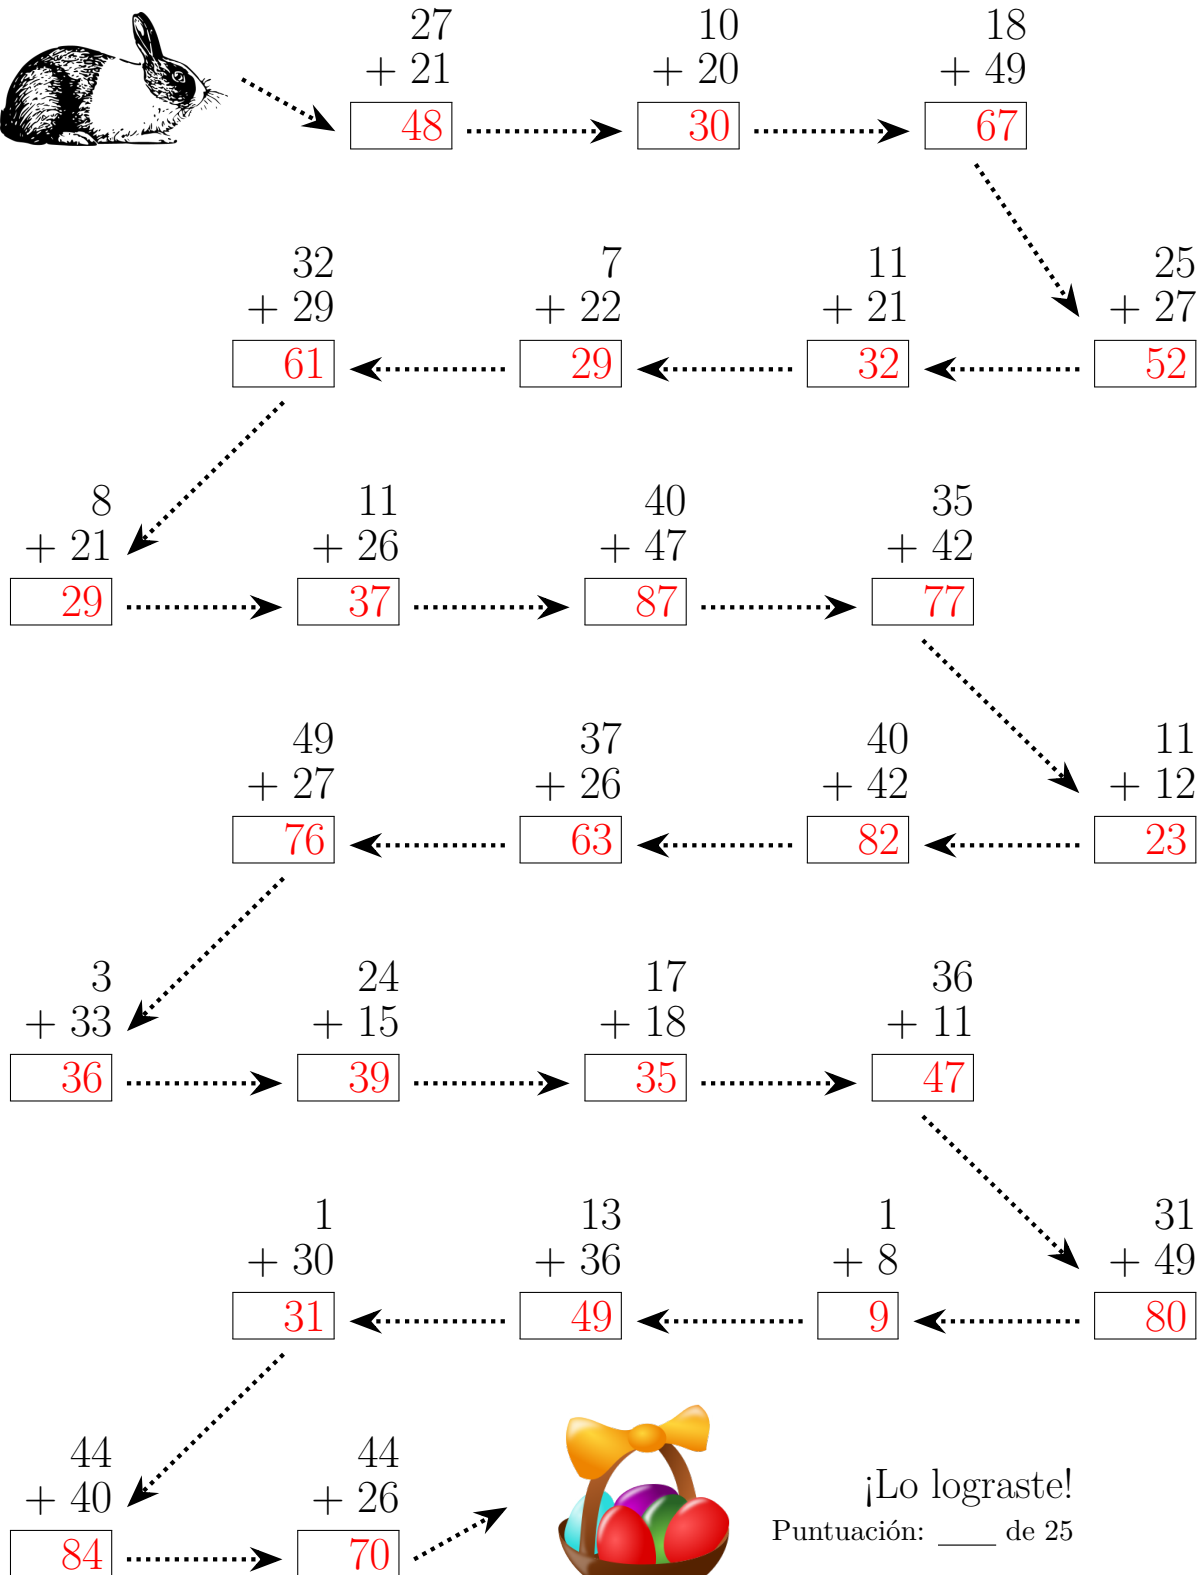 27 10 18
+ 21 + 20 + 49
48 30 67
32 7 11 25
+ 29 + 22 + 21 + 27
61 29 32 52
8 11 40 35
+ 21 + 26 + 47 + 42
29 37 87 77
49 37 40 11
+ 27 + 26 + 42 + 12
76 63 82 23
3 24 17 36
+ 33 + 15 + 18 + 11
36 39 35 47
1 13 1 31
+ 30 + 36 + 8 + 49
31 49 9 80
44 44
+ 40 + 26
84 70
¡Lo lograste!
Puntuación: ____ de 25